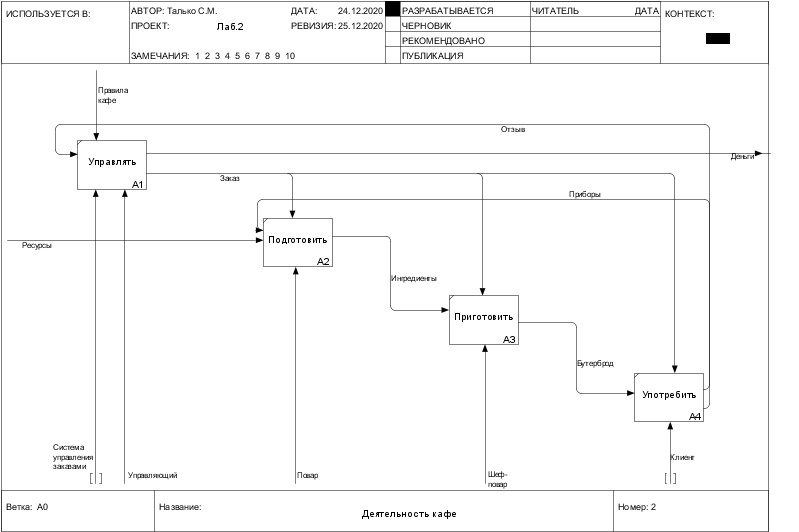 ИСПОЛЬЗУЕТСЯ В:
АВТОР: Талько С.М.
ДАТА: 24.12.2020
РАЗРАБАТЫВАЕТСЯ
ЧИТАТЕЛЬ
ДАТА
КОНТЕКСТ:
ПРОЕКТ: Лаб.2
РЕВИЗИЯ: 25.12.2020
ЧЕРНОВИК
РЕКОМЕНДОВАНО
ЗАМЕЧАНИЯ: 1 2 3 4 5 6 7 8 9 10
ПУБЛИКАЦИЯ
Правила
кафе
Отзыв
Деньги
Управлять
A1
Заказ
Приборы
Ресурсы
Подготовить
A2
Ингредиенты
Приготовить
A3
Бутерброд
Употребить
A4
Система
управления
заказами
Управляющий
Повар
Шеф-
повар
Клиент
Ветка: A0
Название:
Деятельность кафе
Номер: 2